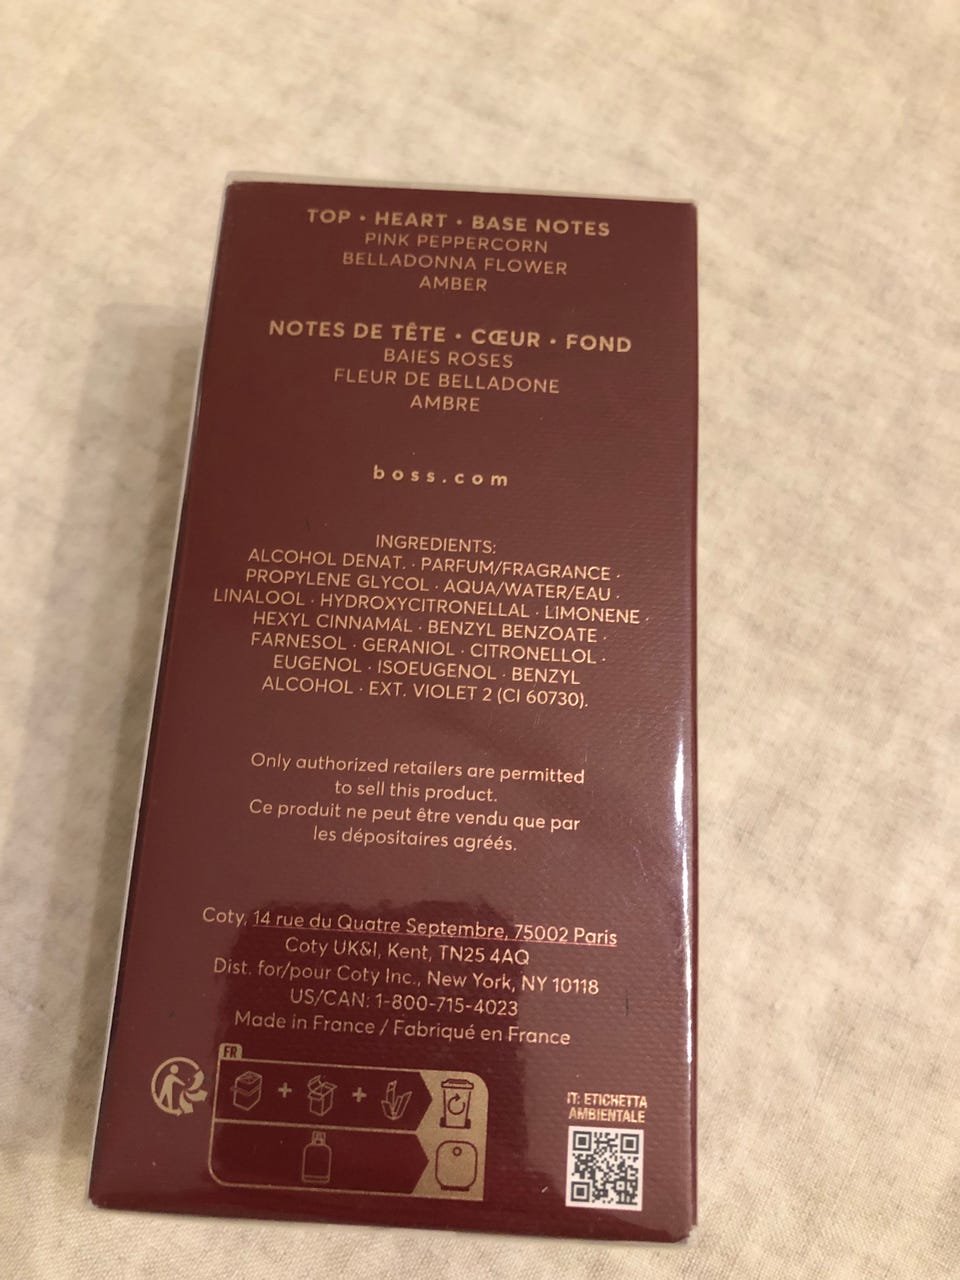 TOP • HEART • BASE NOTES
PINK PEPPERCORN
BELLADONNA FLOWER
AMBER
NOTES DE TÊTE • CŒUR • FOND
BAIES ROSES
FLEUR DE BELLADONE
AMBRE
boss.com
INGREDIENTS:
ALCOHOL DENAT. · PARFUM/FRAGRANCE ·
PROPYLENE GLYCOL · AQUA/WATER/EAU ·
LINALOOL · HYDROXYCITRONELLAL · LIMONENE ·
HEXYL CINNAMAL · BENZYL BENZOATE ·
FARNESOL · GERANIOL · CITRONELLOL ·
EUGENOL · ISOEUGENOL · BENZYL
ALCOHOL · EXT. VIOLET 2 (CI 60730).
Only authorized retailers are permitted
to sell this product.
Ce produit ne peut être vendu que par
les dépositaires agréés.
Coty, 14 rue du Quatre Septembre, 75002 Paris
Coty UK&I, Kent, TN25 4AQ
Dist. for/pour Coty Inc., New York, NY 10118
US/CAN: 1-800-715-4023
Made in France / Fabriqué en France
FR
IT: ETICHETTA
AMBIENTALE